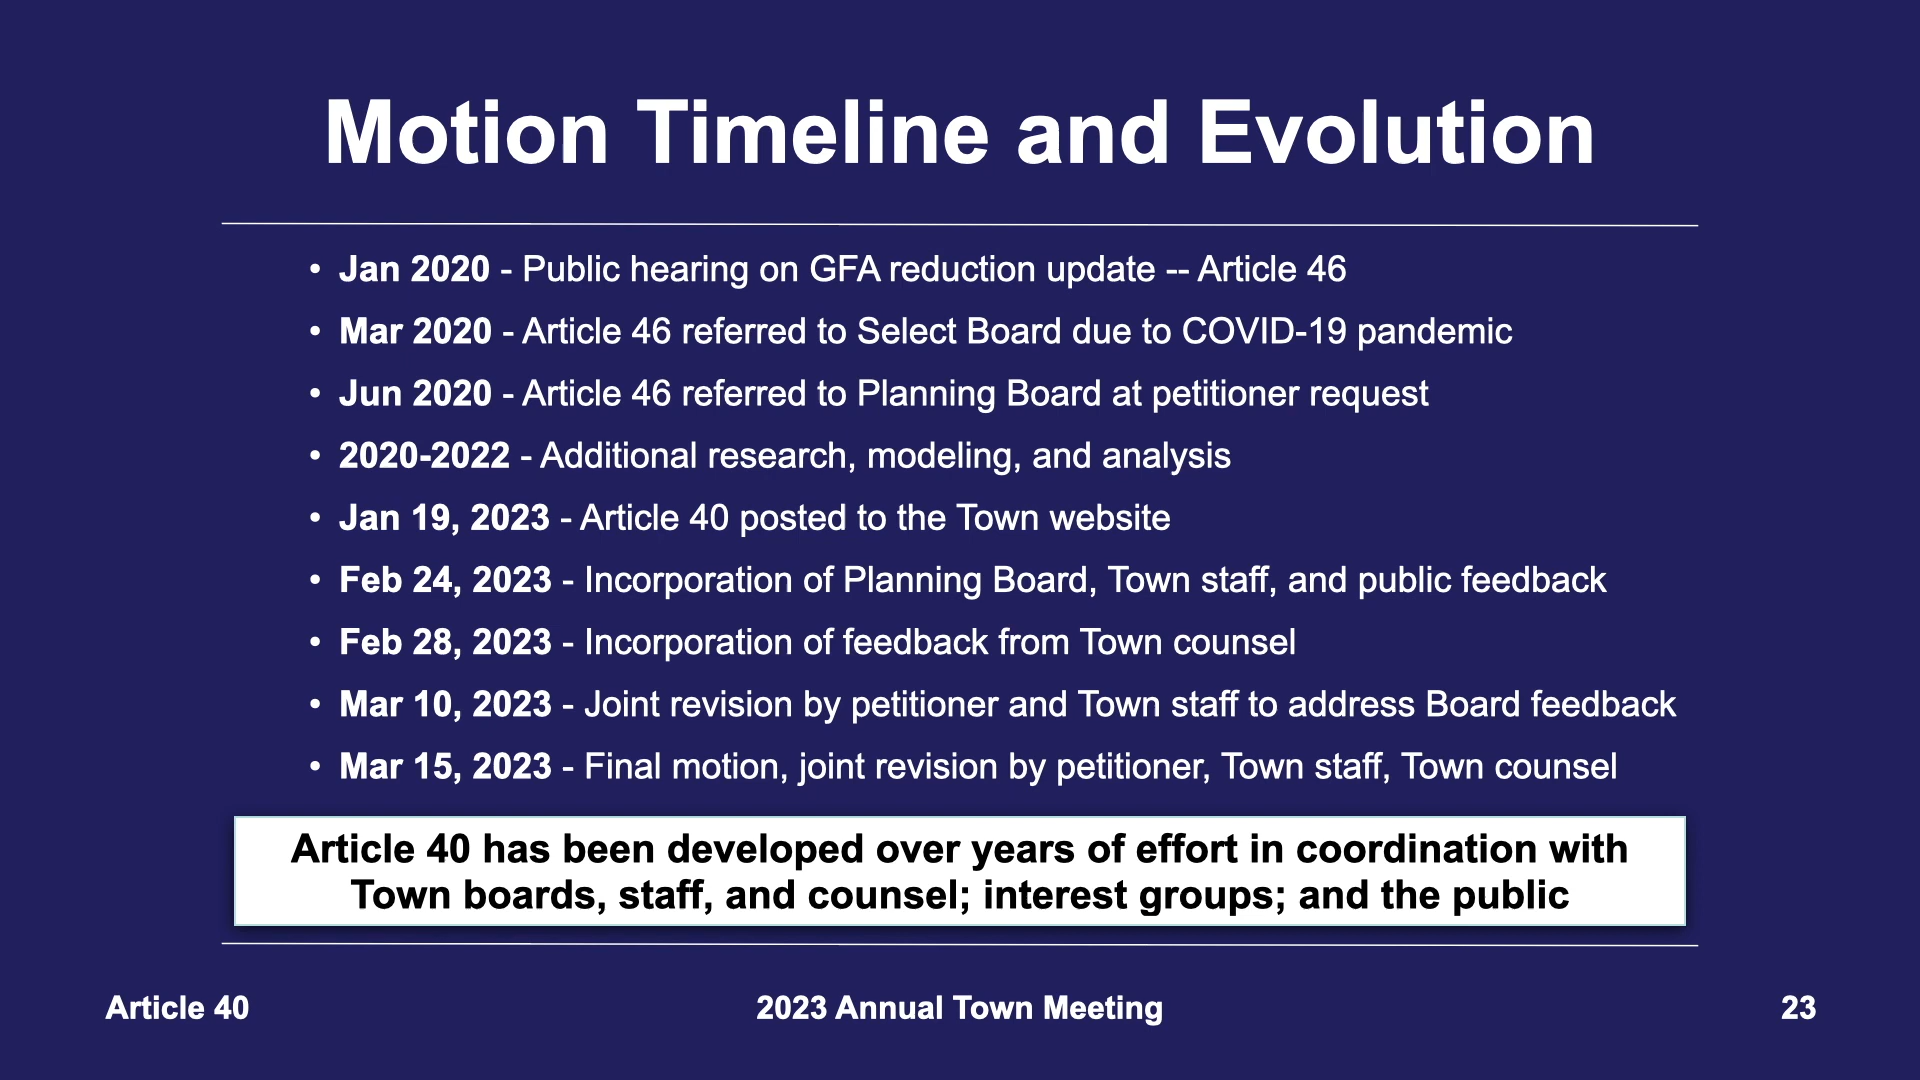 Motion Timeline and Evolution
• Jan 2020 - Public hearing on GFA reduction update -- Article 46
• Mar 2020 - Article 46 referred to Select Board due to COVID-19 pandemic
• Jun 2020 - Article 46 referred to Planning Board at petitioner request
• 2020-2022 - Additional research, modeling, and analysis
• Jan 19, 2023 - Article 40 posted to the Town website
• Feb 24, 2023 - Incorporation of Planning Board, Town staff, and public feedback
• Feb 28, 2023 - Incorporation of feedback from Town counsel
• Mar 10, 2023 - Joint revision by petitioner and Town staff to address Board feedback
• Mar 15, 2023 - Final motion, joint revision by petitioner, Town staff, Town counsel
Article 40 has been developed over years of effort in coordination with
Town boards, staff, and counsel; interest groups; and the public
Article 40
2023 Annual Town Meeting
23